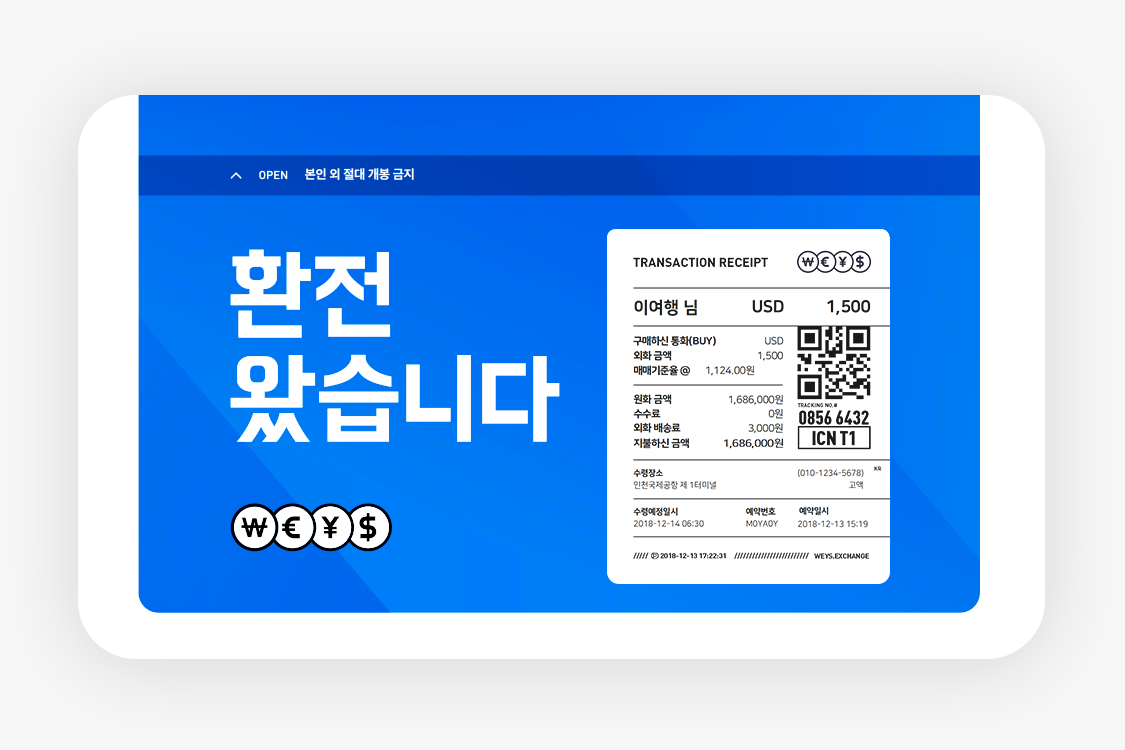 OPEN 본인 외 절대 개봉 금지
환전
왔습니다
₩ € ¥ $
TRANSACTION RECEIPT ₩ € ¥ $
이여행 님 USD 1,500
구매하신 통화(BUY) USD
외화 금액 1,500
매매기준율 @ 1,124.00원
원화 금액 1,686,000원
수수료 0원
외화 배송료 3,000원
지불하신 금액 1,686,000원
TRACKING NO.#
0856 6432
ICN T1
수령장소 (010-1234-5678) KR
인천국제공항 제 1터미널 고액
수령예정일시 예약번호 예약일시
2018-12-14 06:30 M0YA0Y 2018-12-13 15:19
///// 2018-12-13 17:22:31 ///////////////////////// WEYS.EXCHANGE